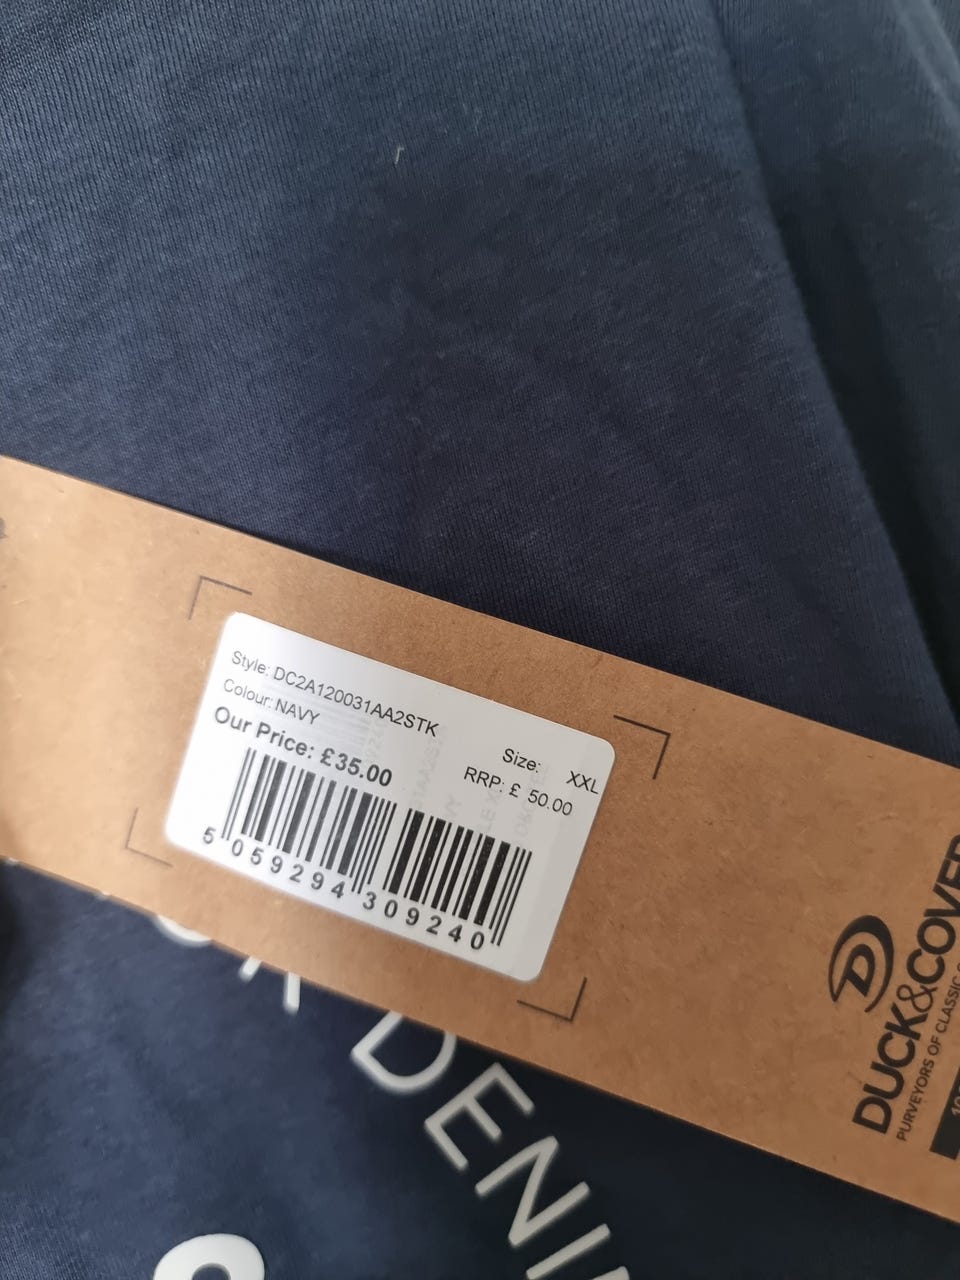 Style: DC2A120031AA2STK
Colour: NAVY
Size: XXL
Our Price: £35.00
RRP: £ 50.00
5 059294 309240
DUCK&COVER
PURVEYORS OF CLASSIC
DENI